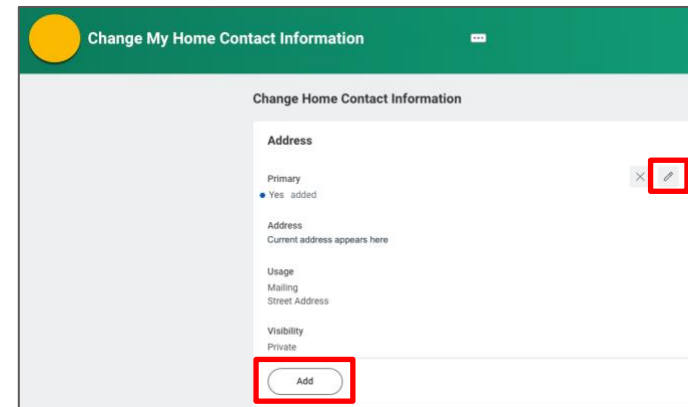 Change My Home Contact Information
Change Home Contact Information
Address
Primary
Yes added
Address
Current address appears here
Usage
Mailing
Street Address
Visibility
Private
Add